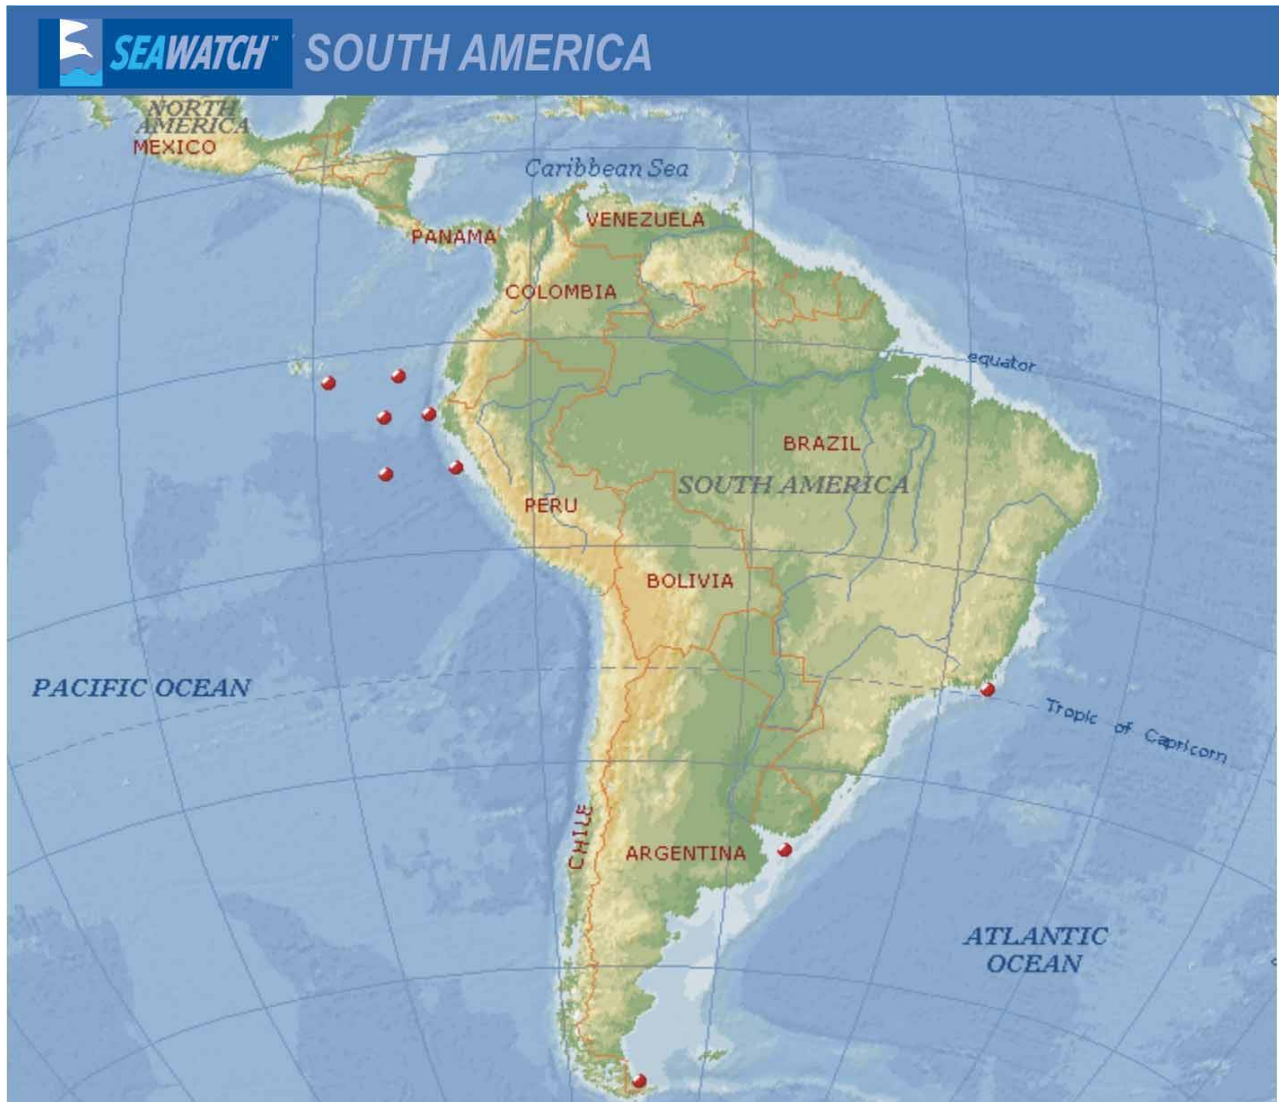 SEAWATCH™ SOUTH AMERICA
NORTH
AMERICA
MEXICO
Caribbean Sea
VENEZUELA
PANAMA
COLOMBIA
equator
BRAZIL
SOUTH AMERICA
PERU
BOLIVIA
PACIFIC OCEAN
Tropic of Capricorn
CHILE
ARGENTINA
ATLANTIC
OCEAN